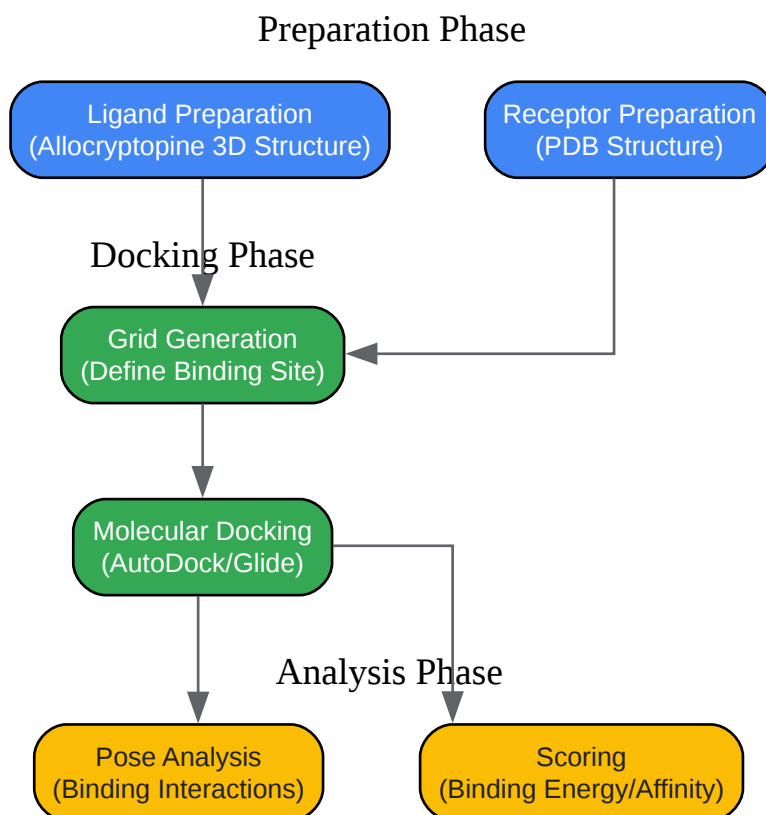 Preparation Phase
Ligand Preparation
(Allocryptopine 3D Structure)
Receptor Preparation
(PDB Structure)
Docking Phase
Grid Generation
(Define Binding Site)
Molecular Docking
(AutoDock/Glide)
Analysis Phase
Pose Analysis
(Binding Interactions)
Scoring
(Binding Energy/Affinity)